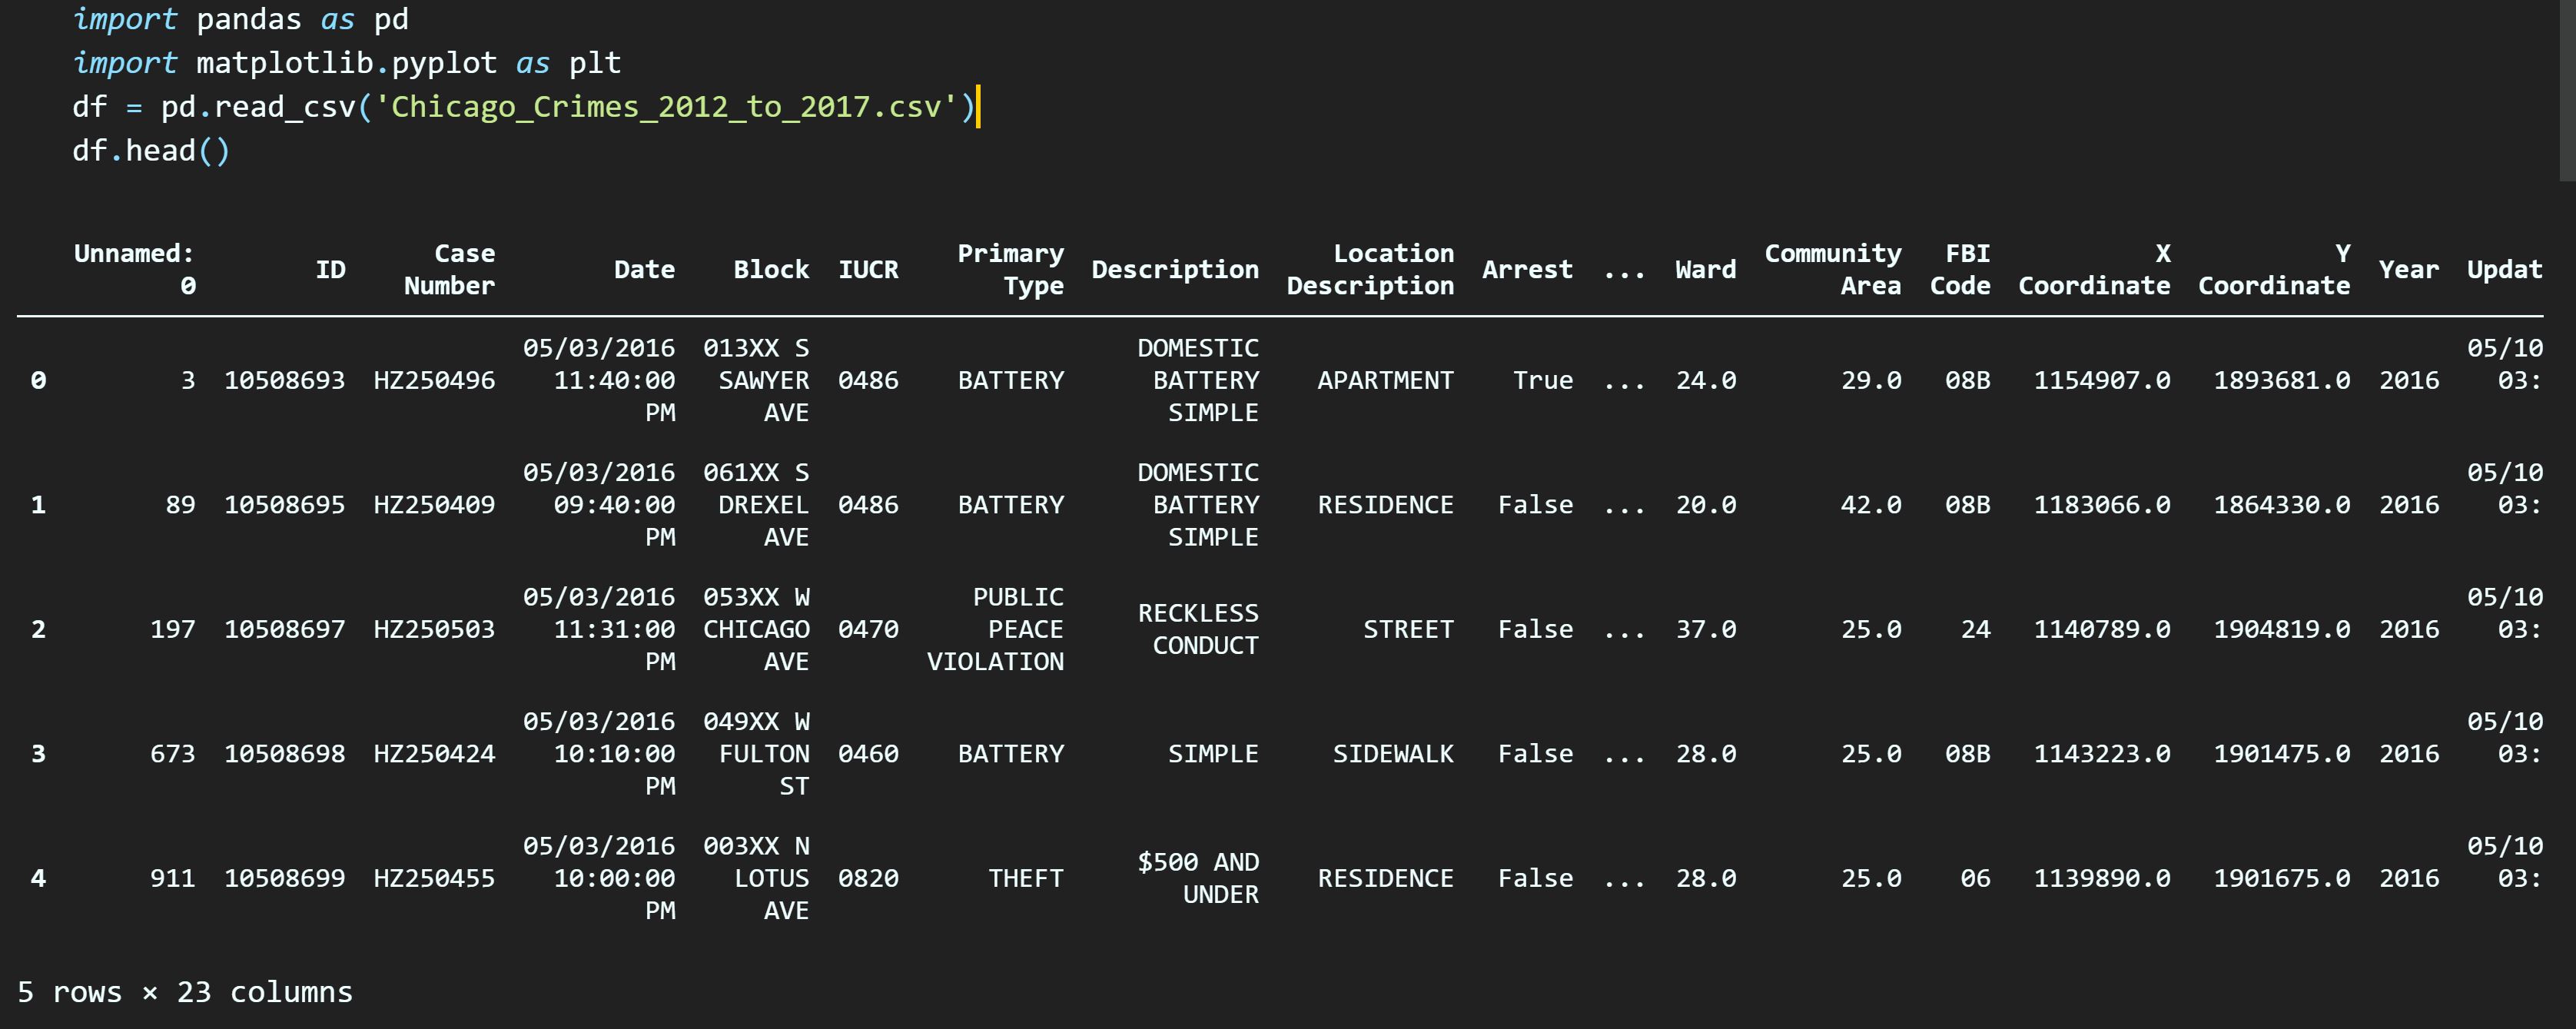 import pandas as pd
import matplotlib.pyplot as plt
df = pd.read_csv('Chicago_Crimes_2012_to_2017.csv')
df.head()
Unnamed: 0 ID Case Number Date Block IUCR Primary Type Description Location Description Arrest ... Ward Community Area FBI Code X Coordinate Y Coordinate Year Updat
0 3 10508693 HZ250496 05/03/2016 11:40:00 PM 013XX S SAWYER AVE 0486 BATTERY DOMESTIC BATTERY SIMPLE APARTMENT True ... 24.0 29.0 08B 1154907.0 1893681.0 2016 05/10 03:
1 89 10508695 HZ250409 05/03/2016 09:40:00 PM 061XX S DREXEL AVE 0486 BATTERY DOMESTIC BATTERY SIMPLE RESIDENCE False ... 20.0 42.0 08B 1183066.0 1864330.0 2016 05/10 03:
2 197 10508697 HZ250503 05/03/2016 11:31:00 PM 053XX W CHICAGO AVE 0470 PUBLIC PEACE VIOLATION RECKLESS CONDUCT STREET False ... 37.0 25.0 24 1140789.0 1904819.0 2016 05/10 03:
3 673 10508698 HZ250424 05/03/2016 10:10:00 PM 049XX W FULTON ST 0460 BATTERY SIMPLE SIDEWALK False ... 28.0 25.0 08B 1143223.0 1901475.0 2016 05/10 03:
4 911 10508699 HZ250455 05/03/2016 10:00:00 PM 003XX N LOTUS AVE 0820 THEFT $500 AND UNDER RESIDENCE False ... 28.0 25.0 06 1139890.0 1901675.0 2016 05/10 03:
5 rows × 23 columns